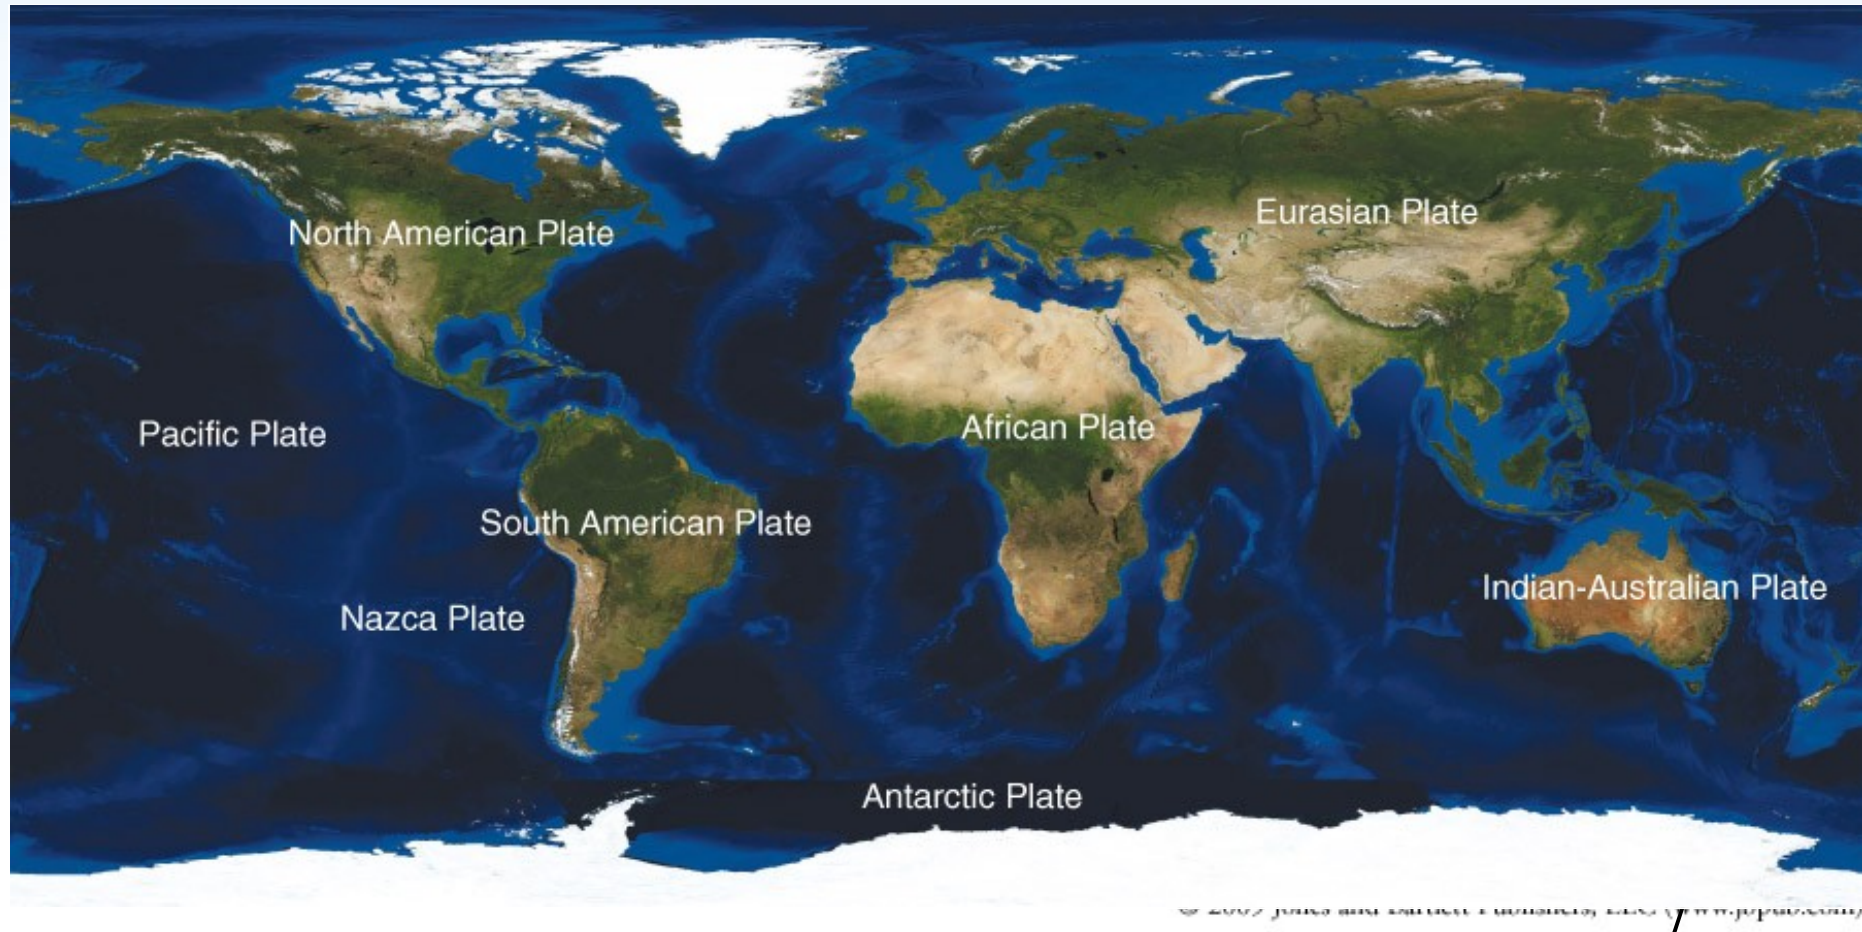 North American Plate
Eurasian Plate
Pacific Plate
African Plate
South American Plate
Indian-Australian Plate
Nazca Plate
Antarctic Plate